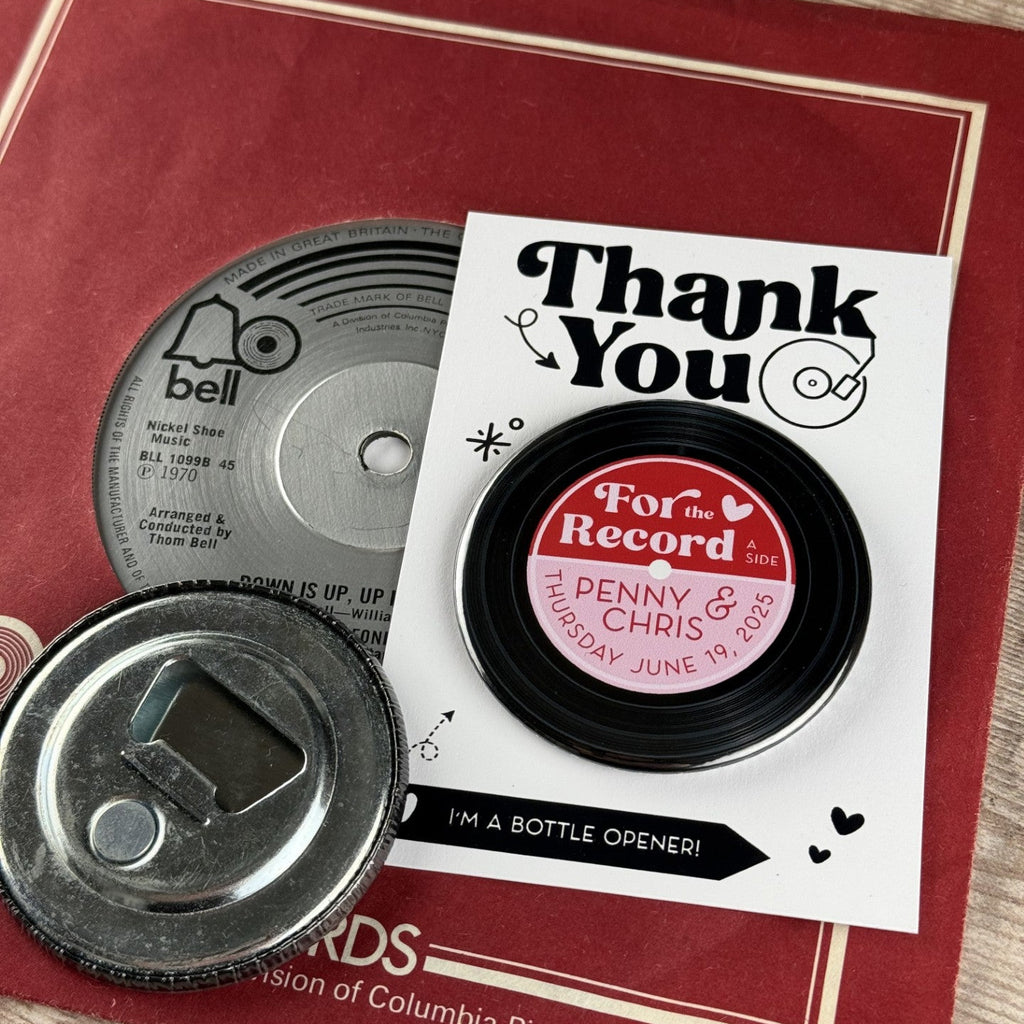 MADE IN GREAT BRITAIN · THE
TRADE MARK OF BELL
A Division of Columbia
Industries, Inc. N.Y.C
bell
ALL RIGHTS OF THE MANUFACTURER AND OF
Nickel Shoe
Music
BLL 1099B 45
Ⓟ 1970
Arranged &
Conducted by
Thom Bell
DOWN IS UP, UP
Thank
You
For the
Record
A
SIDE
PENNY &
CHRIS
THURSDAY JUNE 19, 2025
I'M A BOTTLE OPENER!
RDS
ision of Columbia